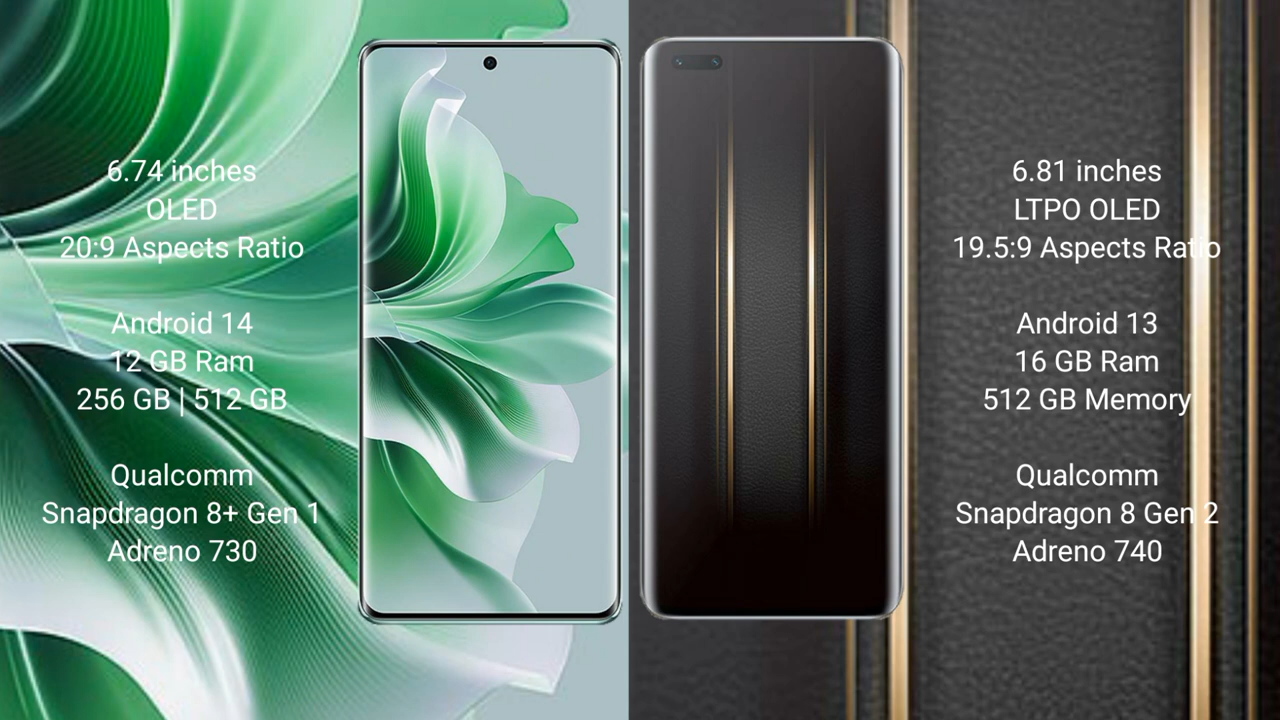 6.74 inches
OLED
20:9 Aspects Ratio
Android 14
12 GB Ram
256 GB | 512 GB
Qualcomm
Snapdragon 8+ Gen 1
Adreno 730
6.81 inches
LTPO OLED
19.5:9 Aspects Ratio
Android 13
16 GB Ram
512 GB Memory
Qualcomm
Snapdragon 8 Gen 2
Adreno 740